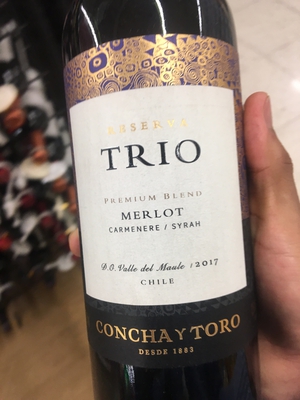 RESERVA
TRIO
PREMIUM BLEND
MERLOT
CARMENERE / SYRAH
D.O. Valle del Maule / 2017
CHILE
CONCHA Y TORO
DESDE 1883